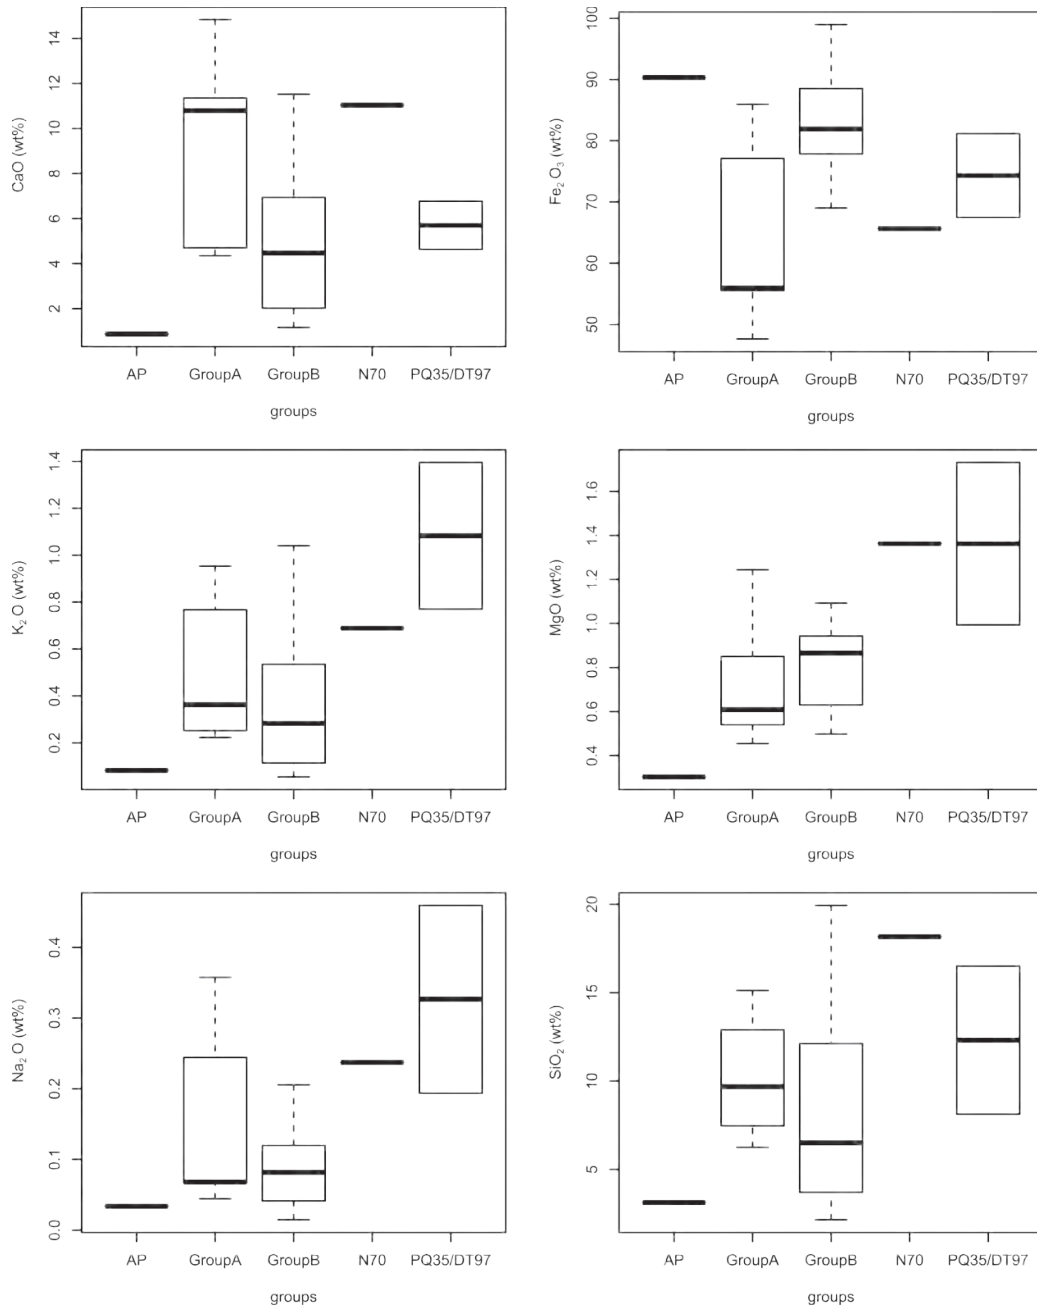 CaO (wt%)
14
12
10
8
6
4
2
AP GroupA GroupB N70 PQ35/DT97
groups
Fe₂O₃ (wt%)
100
90
80
70
60
50
AP GroupA GroupB N70 PQ35/DT97
groups
K₂O (wt%)
1.4
1.2
1.0
0.8
0.6
0.4
0.2
AP GroupA GroupB N70 PQ35/DT97
groups
MgO (wt%)
1.6
1.4
1.2
1.0
0.8
0.6
0.4
AP GroupA GroupB N70 PQ35/DT97
groups
Na₂O (wt%)
0.4
0.3
0.2
0.1
0.0
AP GroupA GroupB N70 PQ35/DT97
groups
SiO₂ (wt%)
20
15
10
5
AP GroupA GroupB N70 PQ35/DT97
groups